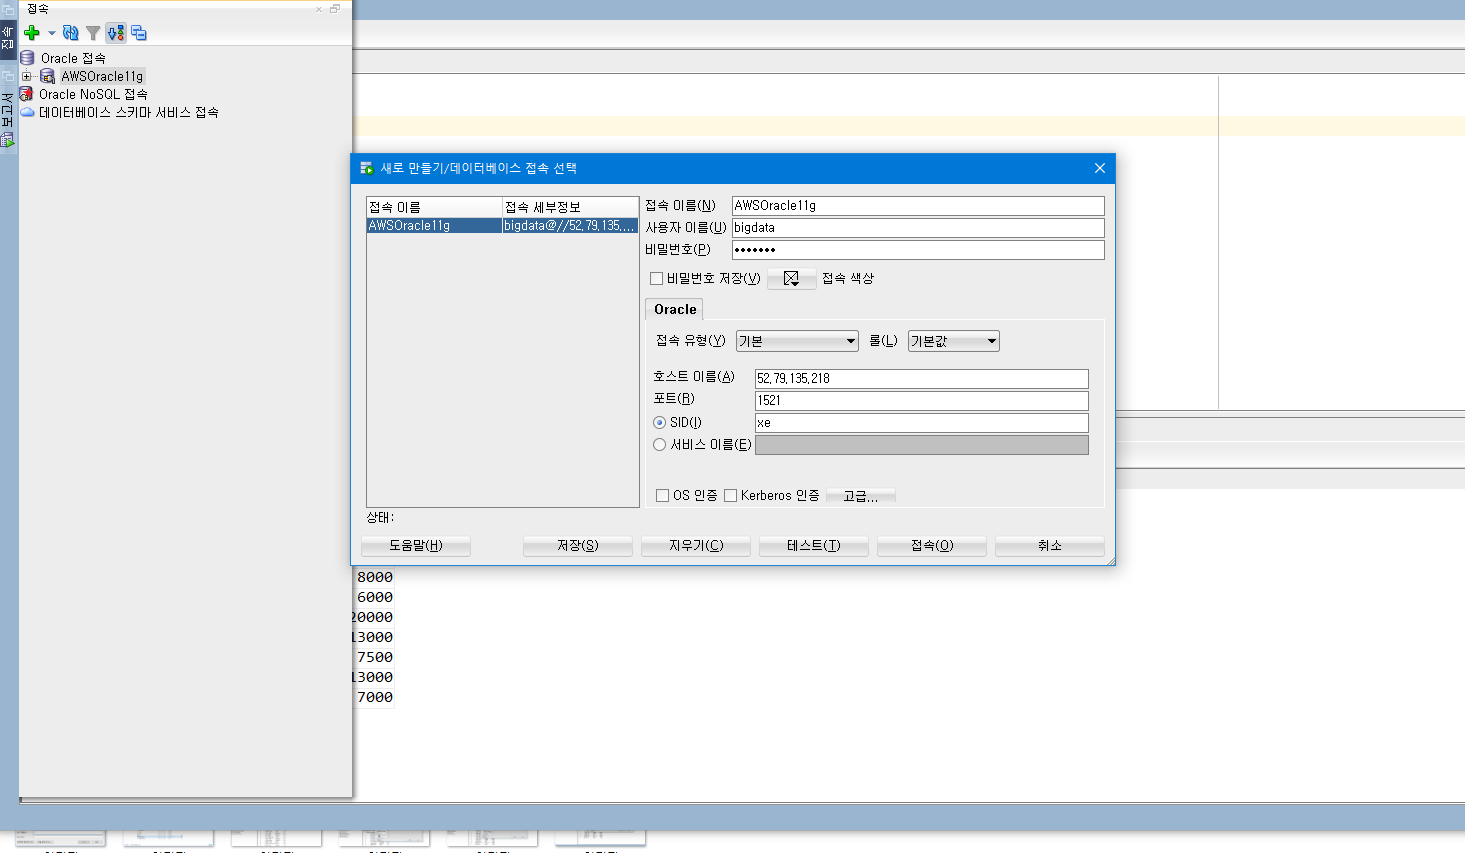 접속
접속
보고서
Oracle 접속
AWSOracle11g
Oracle NoSQL 접속
데이터베이스 스키마 서비스 접속
새로 만들기/데이터베이스 접속 선택
접속 이름 접속 세부정보
AWSOracle11g bigdata@//52.79.135....
접속 이름(N) AWSOracle11g
사용자 이름(U) bigdata
비밀번호(P) •••••••
비밀번호 저장(V) 접속 색상
Oracle
접속 유형(Y) 기본 롤(L) 기본값
호스트 이름(A) 52.79.135.218
포트(R) 1521
SID(I) xe
서비스 이름(E)
OS 인증 Kerberos 인증 고급...
상태:
도움말(H) 저장(S) 지우기(C) 테스트(T) 접속(O) 취소
8000
6000
20000
13000
7500
13000
7000